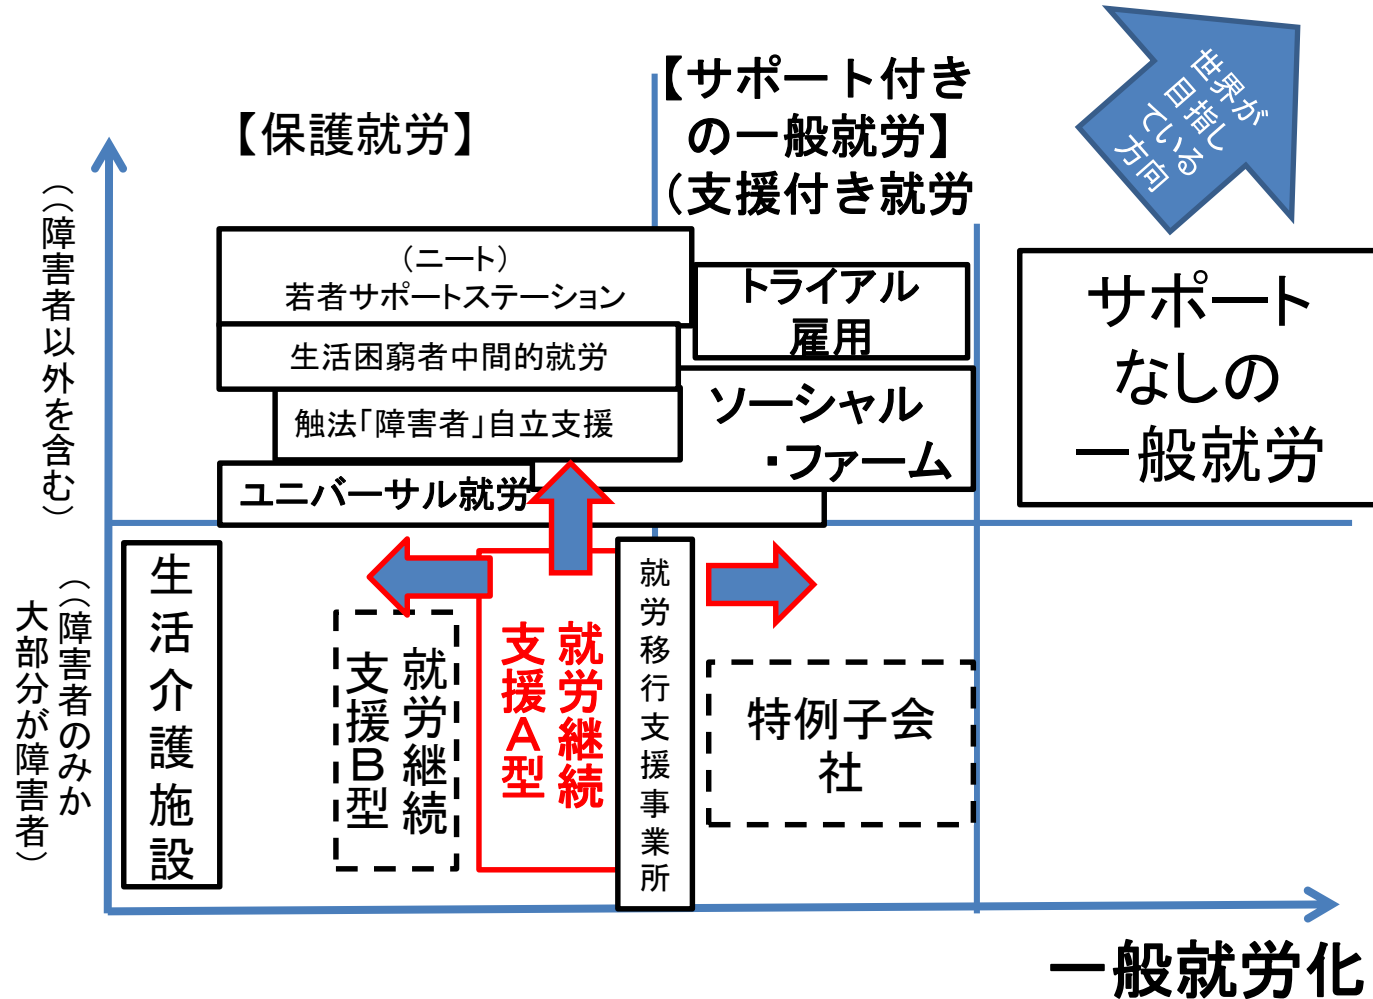 【保護就労】
【サポート付き
の一般就労】
(支援付き就労
世界が
目指し
ている
方向
（（障害者以外を含む）
（ニート）
若者サポートステーション
生活困窮者中間的就労
触法「障害者」自立支援
ユニバーサル就労
トライアル
雇用
ソーシャル
・ファーム
サポート
なしの
一般就労
（（障害者のみか
大部分が障害者）
生活介護施設
就労継続
支援Ｂ型
就労継続
支援Ａ型
就労移行支援事業所
特例子会
社
一般就労化